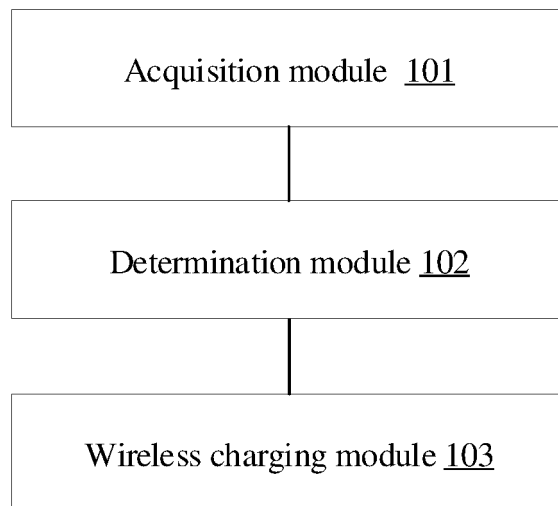 Acquisition module 101
Determination module 102
Wireless charging module 103